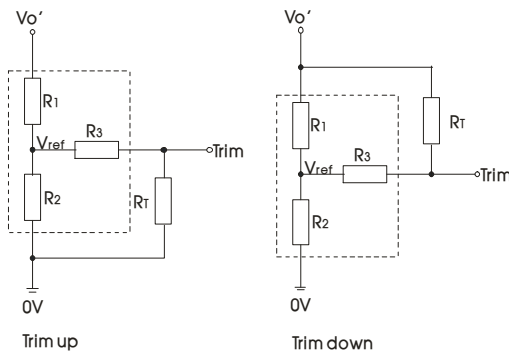 Vo′
R1
Vref
R3
Trim
R2
RT
0V
Trim up
Vo′
R1
RT
Vref
R3
Trim
R2
0V
Trim down